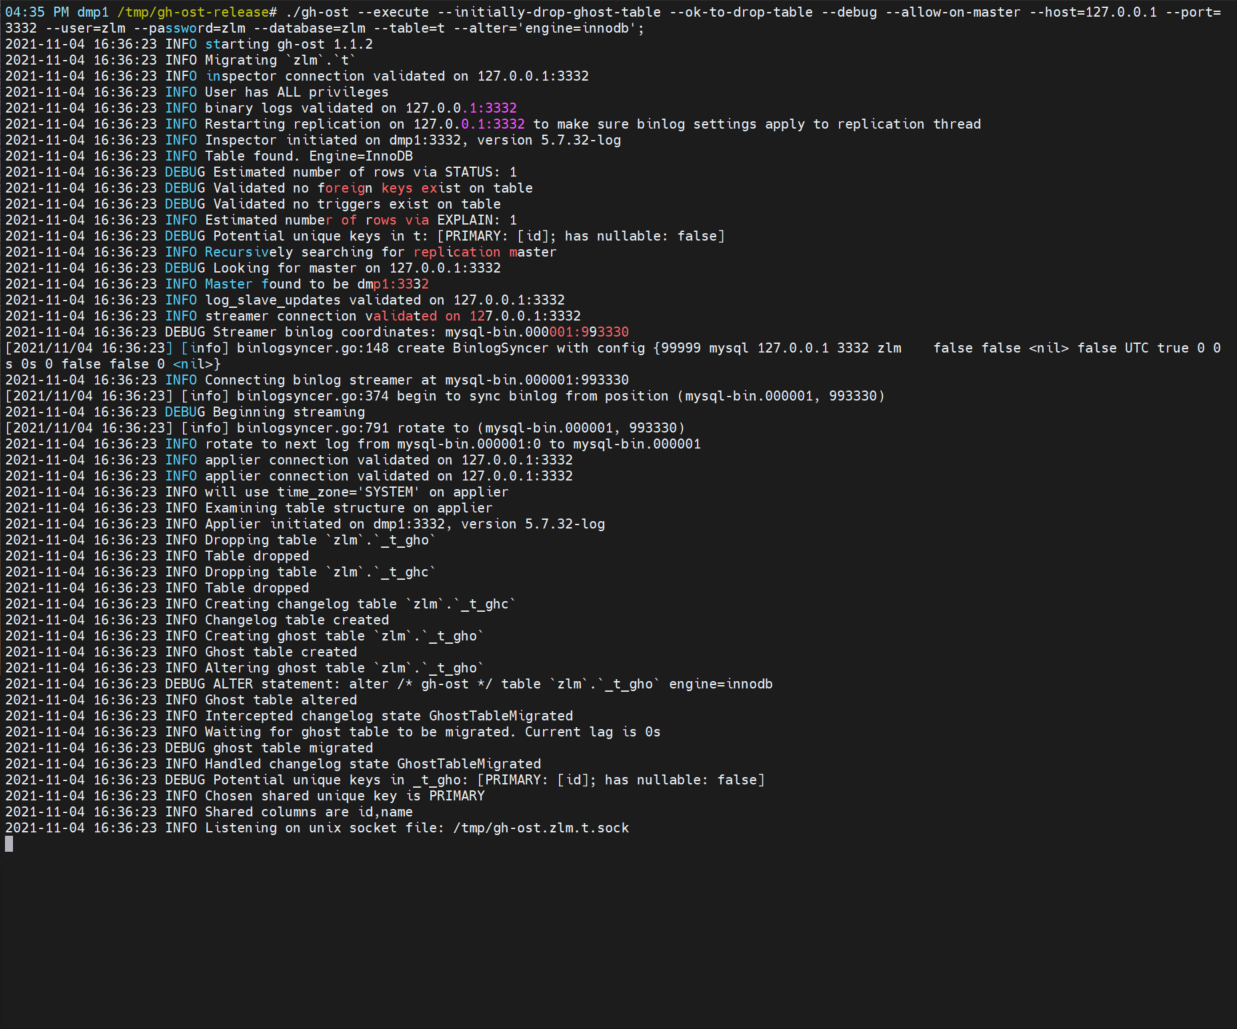 04:35 PM dmp1 /tmp/gh-ost-release# ./gh-ost --execute --initially-drop-ghost-table --ok-to-drop-table --debug --allow-on-master --host=127.0.0.1 --port=
3332 --user=zlm --password=zlm --database=zlm --table=t --alter='engine=innodb';
2021-11-04 16:36:23 INFO starting gh-ost 1.1.2
2021-11-04 16:36:23 INFO Migrating `zlm`.`t`
2021-11-04 16:36:23 INFO inspector connection validated on 127.0.0.1:3332
2021-11-04 16:36:23 INFO User has ALL privileges
2021-11-04 16:36:23 INFO binary logs validated on 127.0.0.1:3332
2021-11-04 16:36:23 INFO Restarting replication on 127.0.0.1:3332 to make sure binlog settings apply to replication thread
2021-11-04 16:36:23 INFO Inspector initiated on dmp1:3332, version 5.7.32-log
2021-11-04 16:36:23 INFO Table found. Engine=InnoDB
2021-11-04 16:36:23 DEBUG Estimated number of rows via STATUS: 1
2021-11-04 16:36:23 DEBUG Validated no foreign keys exist on table
2021-11-04 16:36:23 DEBUG Validated no triggers exist on table
2021-11-04 16:36:23 INFO Estimated number of rows via EXPLAIN: 1
2021-11-04 16:36:23 DEBUG Potential unique keys in t: [PRIMARY: [id]; has nullable: false]
2021-11-04 16:36:23 INFO Recursively searching for replication master
2021-11-04 16:36:23 DEBUG Looking for master on 127.0.0.1:3332
2021-11-04 16:36:23 INFO Master found to be dmp1:3332
2021-11-04 16:36:23 INFO log_slave_updates validated on 127.0.0.1:3332
2021-11-04 16:36:23 INFO streamer connection validated on 127.0.0.1:3332
2021-11-04 16:36:23 DEBUG Streamer binlog coordinates: mysql-bin.000001:993330
[2021/11/04 16:36:23] [info] binlogsyncer.go:148 create BinlogSyncer with config {99999 mysql 127.0.0.1 3332 zlm    false false <nil> false UTC true 0 0
s 0s 0 false false 0 <nil>}
2021-11-04 16:36:23 INFO Connecting binlog streamer at mysql-bin.000001:993330
[2021/11/04 16:36:23] [info] binlogsyncer.go:374 begin to sync binlog from position (mysql-bin.000001, 993330)
2021-11-04 16:36:23 DEBUG Beginning streaming
[2021/11/04 16:36:23] [info] binlogsyncer.go:791 rotate to (mysql-bin.000001, 993330)
2021-11-04 16:36:23 INFO rotate to next log from mysql-bin.000001:0 to mysql-bin.000001
2021-11-04 16:36:23 INFO applier connection validated on 127.0.0.1:3332
2021-11-04 16:36:23 INFO applier connection validated on 127.0.0.1:3332
2021-11-04 16:36:23 INFO will use time_zone='SYSTEM' on applier
2021-11-04 16:36:23 INFO Examining table structure on applier
2021-11-04 16:36:23 INFO Applier initiated on dmp1:3332, version 5.7.32-log
2021-11-04 16:36:23 INFO Dropping table `zlm`.`_t_gho`
2021-11-04 16:36:23 INFO Table dropped
2021-11-04 16:36:23 INFO Dropping table `zlm`.`_t_ghc`
2021-11-04 16:36:23 INFO Table dropped
2021-11-04 16:36:23 INFO Creating changelog table `zlm`.`_t_ghc`
2021-11-04 16:36:23 INFO Changelog table created
2021-11-04 16:36:23 INFO Creating ghost table `zlm`.`_t_gho`
2021-11-04 16:36:23 INFO Ghost table created
2021-11-04 16:36:23 INFO Altering ghost table `zlm`.`_t_gho`
2021-11-04 16:36:23 DEBUG ALTER statement: alter /* gh-ost */ table `zlm`.`_t_gho` engine=innodb
2021-11-04 16:36:23 INFO Ghost table altered
2021-11-04 16:36:23 INFO Intercepted changelog state GhostTableMigrated
2021-11-04 16:36:23 INFO Waiting for ghost table to be migrated. Current lag is 0s
2021-11-04 16:36:23 DEBUG ghost table migrated
2021-11-04 16:36:23 INFO Handled changelog state GhostTableMigrated
2021-11-04 16:36:23 DEBUG Potential unique keys in _t_gho: [PRIMARY: [id]; has nullable: false]
2021-11-04 16:36:23 INFO Chosen shared unique key is PRIMARY
2021-11-04 16:36:23 INFO Shared columns are id,name
2021-11-04 16:36:23 INFO Listening on unix socket file: /tmp/gh-ost.zlm.t.sock